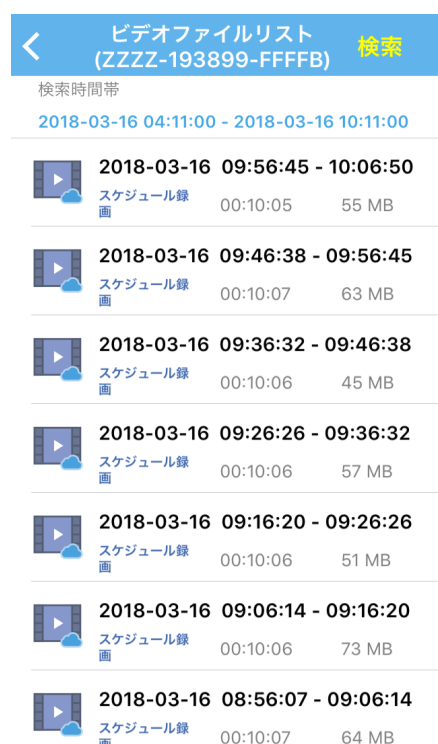 ビデオファイルリスト
(ZZZZ-193899-FFFFB)
検索
検索時間帯
2018-03-16 04:11:00 - 2018-03-16 10:11:00
2018-03-16 09:56:45 - 10:06:50
スケジュール録
画
00:10:05 55 MB
2018-03-16 09:46:38 - 09:56:45
スケジュール録
画
00:10:07 63 MB
2018-03-16 09:36:32 - 09:46:38
スケジュール録
画
00:10:06 45 MB
2018-03-16 09:26:26 - 09:36:32
スケジュール録
画
00:10:06 57 MB
2018-03-16 09:16:20 - 09:26:26
スケジュール録
画
00:10:06 51 MB
2018-03-16 09:06:14 - 09:16:20
スケジュール録
画
00:10:06 73 MB
2018-03-16 08:56:07 - 09:06:14
スケジュール録
画
00:10:07 64 MB